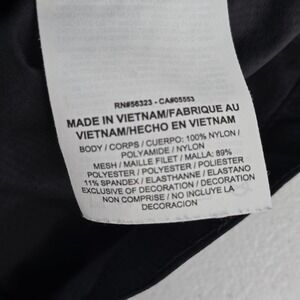 RN#56323 - CA#05553
MADE IN VIETNAM/FABRIQUE AU
VIETNAM/HECHO EN VIETNAM
BODY / CORPS / CUERPO: 100% NYLON /
POLYAMIDE / NYLON
MESH / MAILLE FILET / MALLA: 89%
POLYESTER / POLYESTER / POLIESTER
11% SPANDEX / ELASTHANNE / ELASTANO
EXCLUSIVE OF DECORATION / DECORATION
NON COMPRISE / NO INCLUYE LA
DECORACION